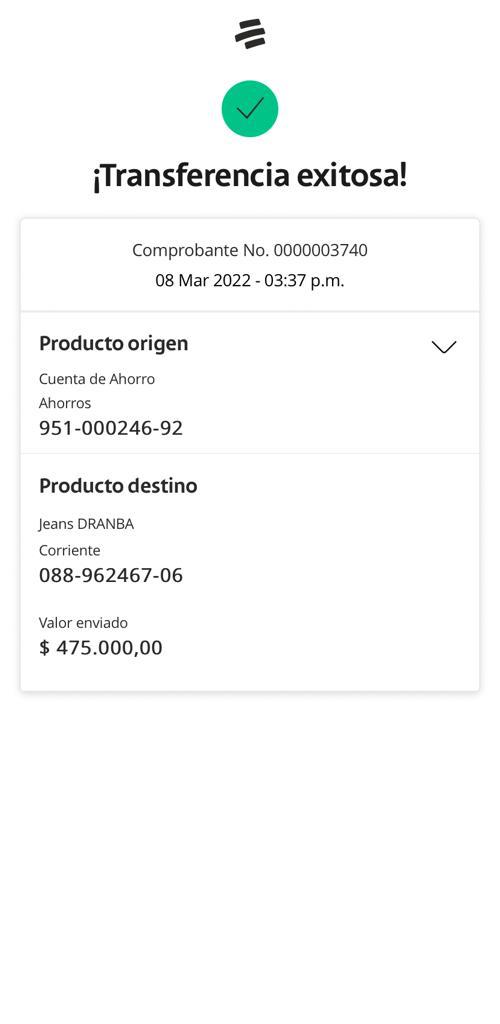 ¡Transferencia exitosa!
Comprobante No. 0000003740
08 Mar 2022 - 03:37 p.m.
Producto origen
Cuenta de Ahorro
Ahorros
951-000246-92
Producto destino
Jeans DRANBA
Corriente
088-962467-06
Valor enviado
$ 475.000,00